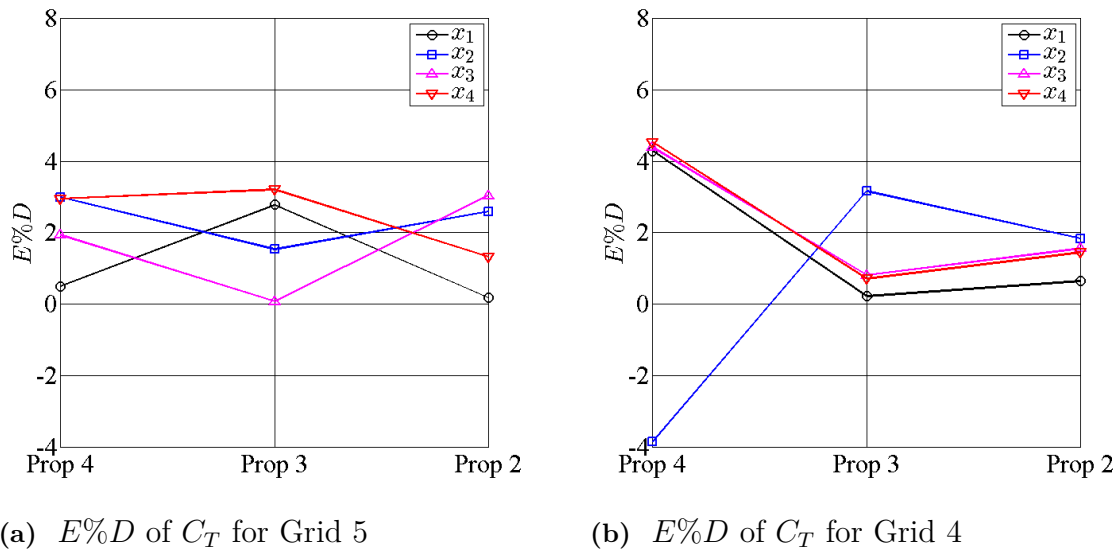 8
6
4
2
0
-2
-4
E%D
x₁
x₂
x₃
x₄
Prop 4 Prop 3 Prop 2
(a) E%D of C_T for Grid 5
8
6
4
2
0
-2
-4
E%D
x₁
x₂
x₃
x₄
Prop 4 Prop 3 Prop 2
(b) E%D of C_T for Grid 4